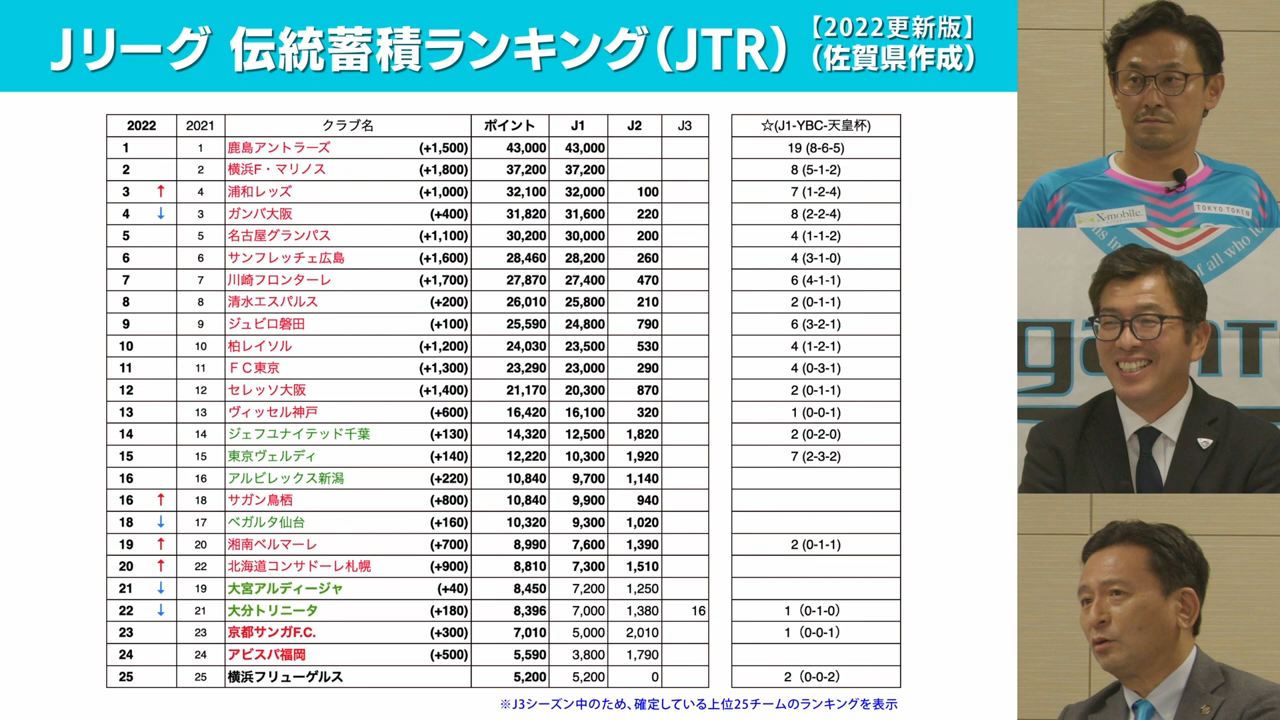 Jリーグ 伝統蓄積ランキング(JTR) 【2022更新版】(佐賀県作成)
2022 2021 クラブ名 ポイント J1 J2 J3 ☆(J1-YBC-天皇杯)
1 1 鹿島アントラーズ (+1,500) 43,000 43,000 19 (8-6-5)
2 2 横浜F・マリノス (+1,800) 37,200 37,200 8 (5-1-2)
3 ↑ 4 浦和レッズ (+1,000) 32,100 32,000 100 7 (1-2-4)
4 ↓ 3 ガンバ大阪 (+400) 31,820 31,600 220 8 (2-2-4)
5 5 名古屋グランパス (+1,100) 30,200 30,000 200 4 (1-1-2)
6 6 サンフレッチェ広島 (+1,600) 28,460 28,200 260 4 (3-1-0)
7 7 川崎フロンターレ (+1,700) 27,870 27,400 470 6 (4-1-1)
8 8 清水エスパルス (+200) 26,010 25,800 210 2 (0-1-1)
9 9 ジュビロ磐田 (+100) 25,590 24,800 790 6 (3-2-1)
10 10 柏レイソル (+1,200) 24,030 23,500 530 4 (1-2-1)
11 11 ＦＣ東京 (+1,300) 23,290 23,000 290 4 (0-3-1)
12 12 セレッソ大阪 (+1,400) 21,170 20,300 870 2 (0-1-1)
13 13 ヴィッセル神戸 (+600) 16,420 16,100 320 1 (0-0-1)
14 14 ジェフユナイテッド千葉 (+130) 14,320 12,500 1,820 2 (0-2-0)
15 15 東京ヴェルディ (+140) 12,220 10,300 1,920 7 (2-3-2)
16 16 アルビレックス新潟 (+220) 10,840 9,700 1,140
16 ↑ 18 サガン鳥栖 (+800) 10,840 9,900 940
18 ↓ 17 ベガルタ仙台 (+160) 10,320 9,300 1,020
19 ↑ 20 湘南ベルマーレ (+700) 8,990 7,600 1,390 2 (0-1-1)
20 ↑ 22 北海道コンサドーレ札幌 (+900) 8,810 7,300 1,510
21 ↓ 19 大宮アルディージャ (+40) 8,450 7,200 1,250
22 ↓ 21 大分トリニータ (+180) 8,396 7,000 1,380 16 1（0-1-0）
23 23 京都サンガF.C. (+300) 7,010 5,000 2,010 1（0-0-1）
24 24 アビスパ福岡 (+500) 5,590 3,800 1,790
25 25 横浜フリューゲルス 5,200 5,200 0 2（0-0-2）
※J3シーズン中のため、確定している上位25チームのランキングを表示
X-mobile
TOKYO TOKEN
of all who